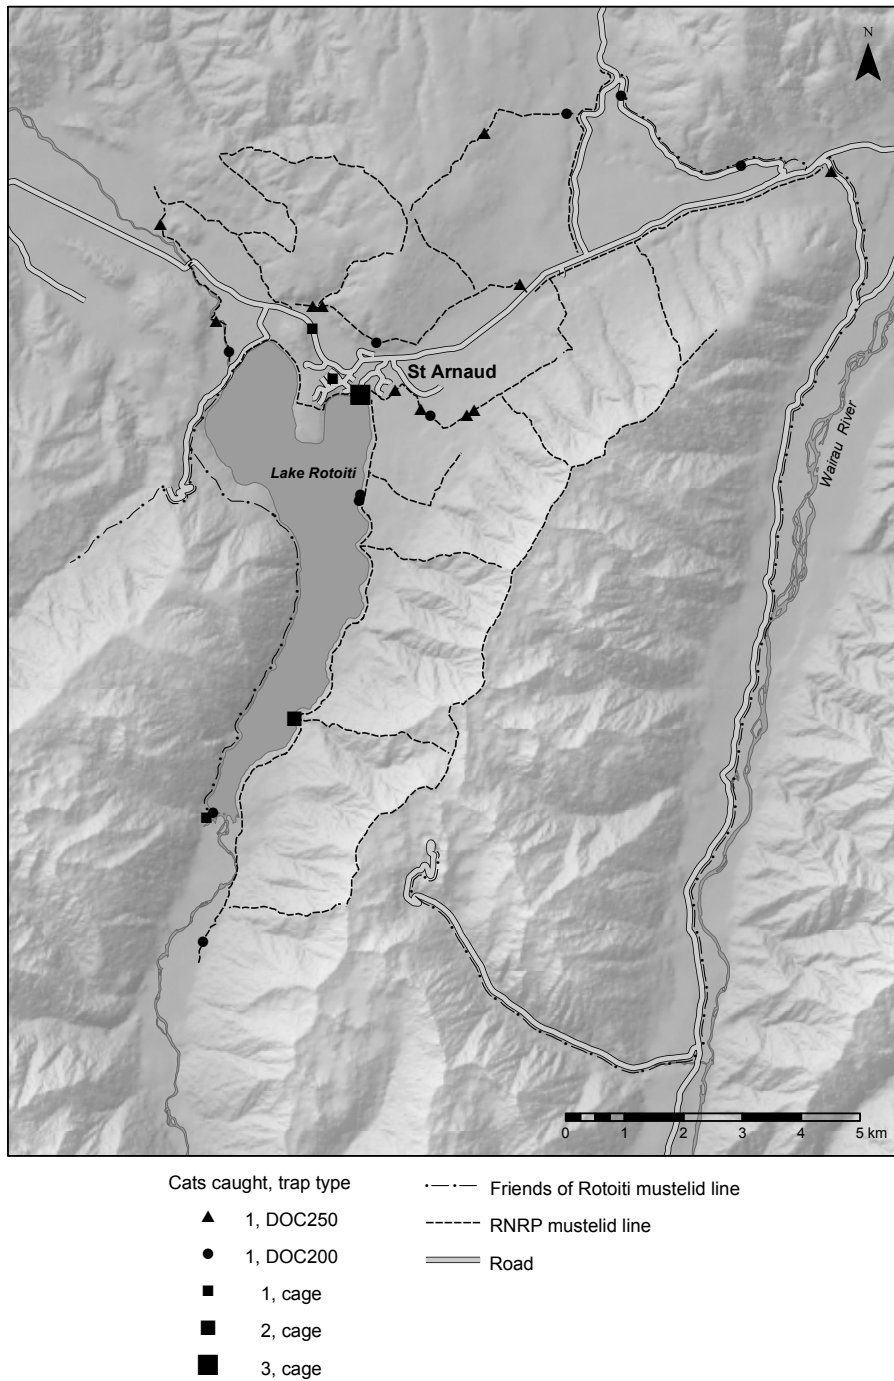 N
St Arnaud
Lake Rotoiti
Wairau River
0 1 2 3 4 5 km
Cats caught, trap type
1, DOC250
1, DOC200
1, cage
2, cage
3, cage
Friends of Rotoiti mustelid line
RNRP mustelid line
Road